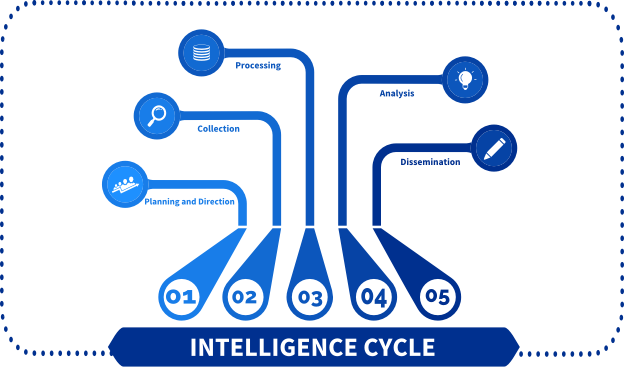 Processing
Analysis
Collection
Dissemination
Planning and Direction
01
02
03
04
05
INTELLIGENCE CYCLE